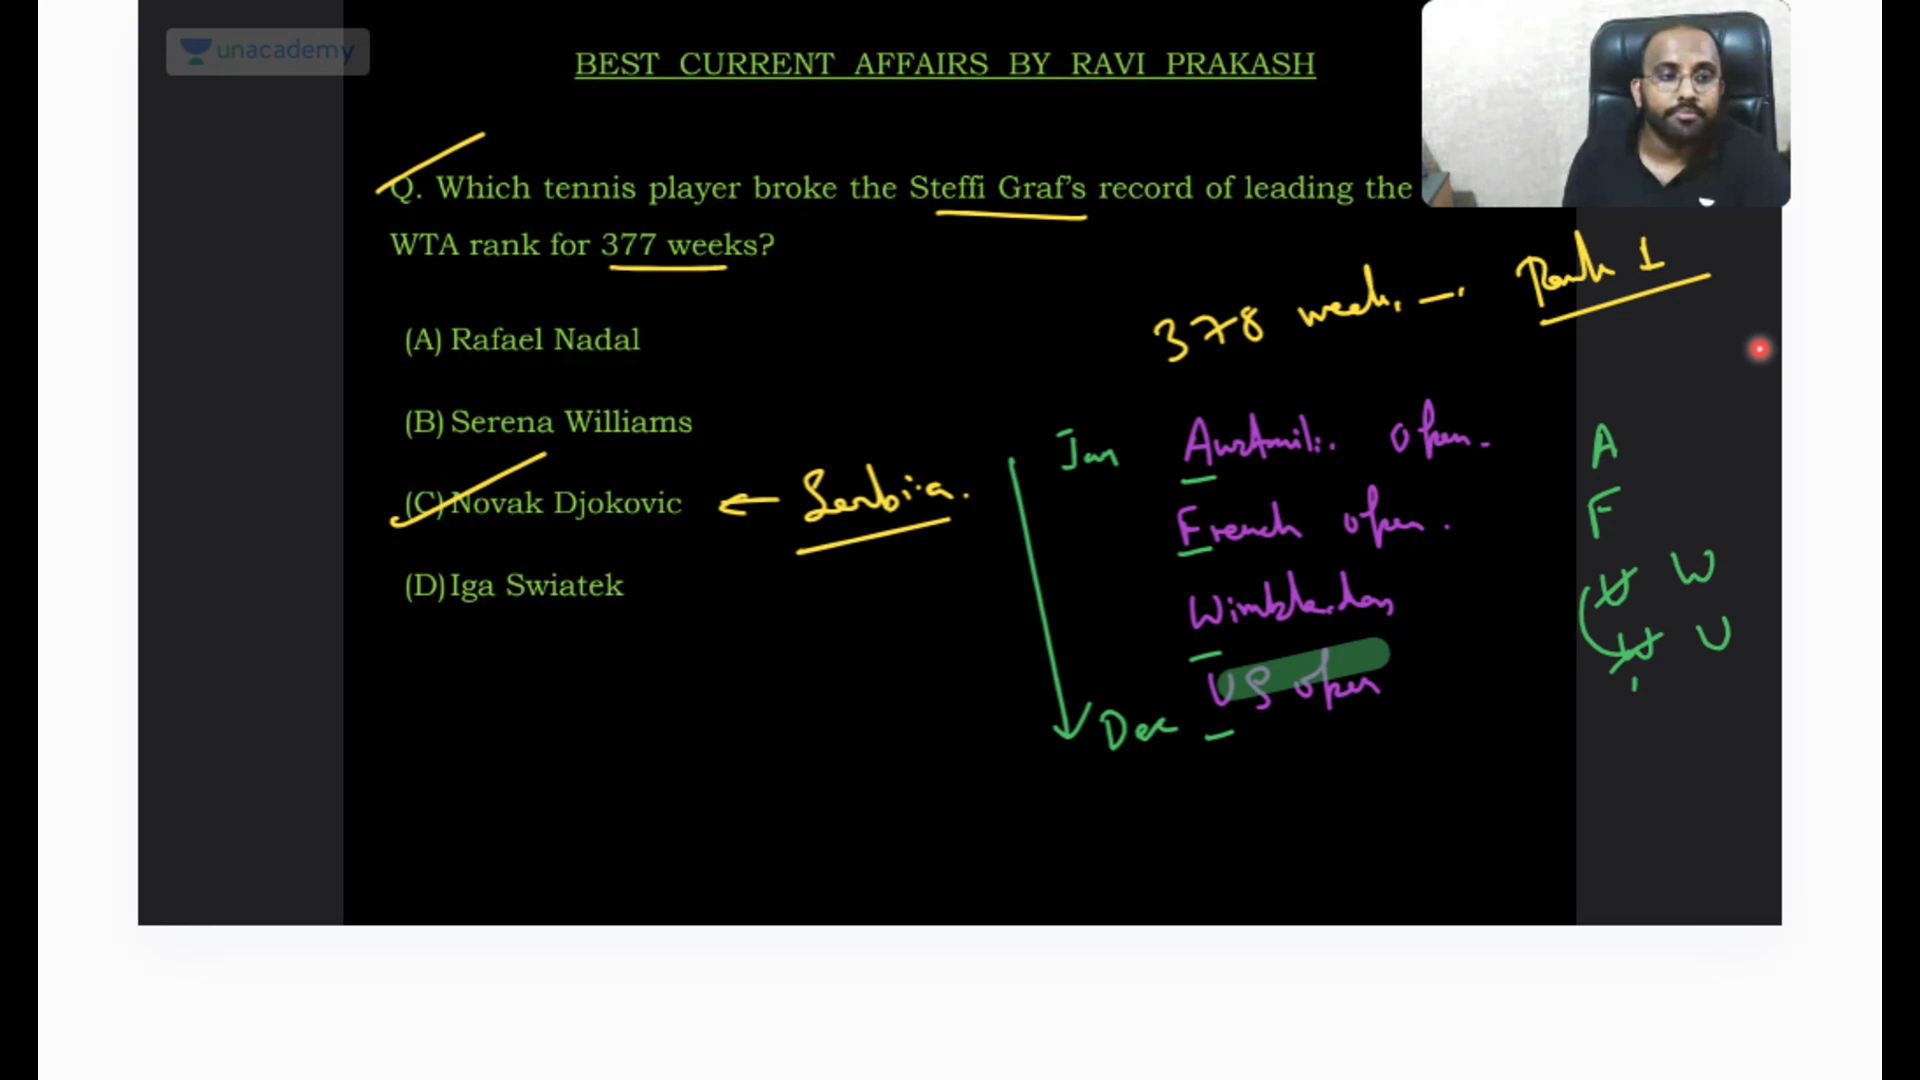 unacademy
BEST CURRENT AFFAIRS BY RAVI PRAKASH
Q. Which tennis player broke the Steffi Graf's record of leading the
WTA rank for 377 weeks?
378 week. –. Rank 1
(A) Rafael Nadal
(B) Serena Williams
(C) Novak Djokovic ← Serbia.
(D) Iga Swiatek
Jan
Open.
French open.
Wimbledon
US open
Dec
A
F
U W
W U